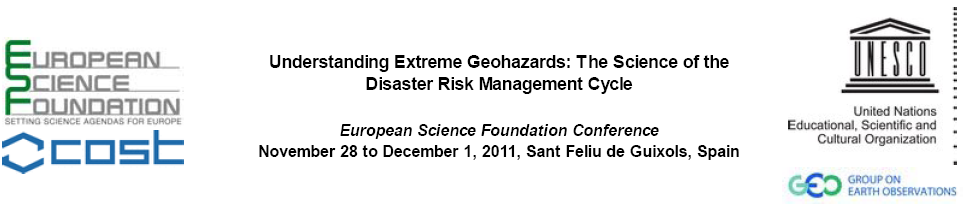 EUROPEAN
SCIENCE
FOUNDATION
SETTING SCIENCE AGENDAS FOR EUROPE
cost
Understanding Extreme Geohazards: The Science of the
Disaster Risk Management Cycle
European Science Foundation Conference
November 28 to December 1, 2011, Sant Feliu de Guixols, Spain
UNESCO
United Nations
Educational, Scientific and
Cultural Organization
GEO GROUP ON
EARTH OBSERVATIONS